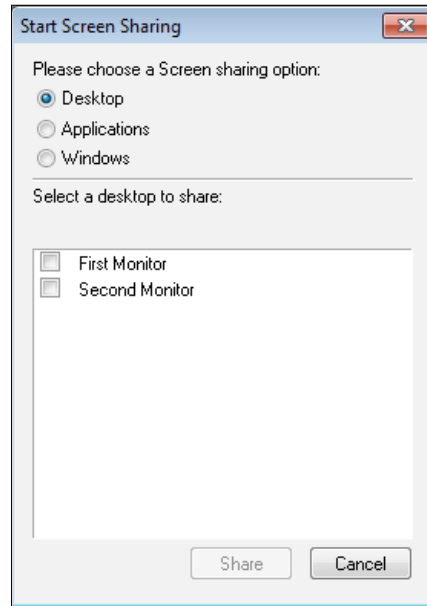 Start Screen Sharing
Please choose a Screen sharing option:
Desktop
Applications
Windows
Select a desktop to share:
First Monitor
Second Monitor
Share Cancel